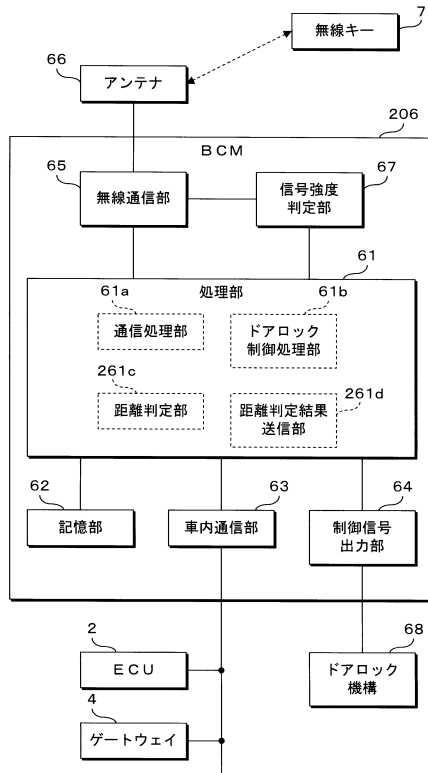 7
無線キー
66
アンテナ
206
BCM
65
無線通信部
67
信号強度
判定部
61
処理部
61a
通信処理部
61b
ドアロック
制御処理部
261c
距離判定部
261d
距離判定結果
送信部
62
記憶部
63
車内通信部
64
制御信号
出力部
2
ECU
68
ドアロック
機構
4
ゲートウェイ